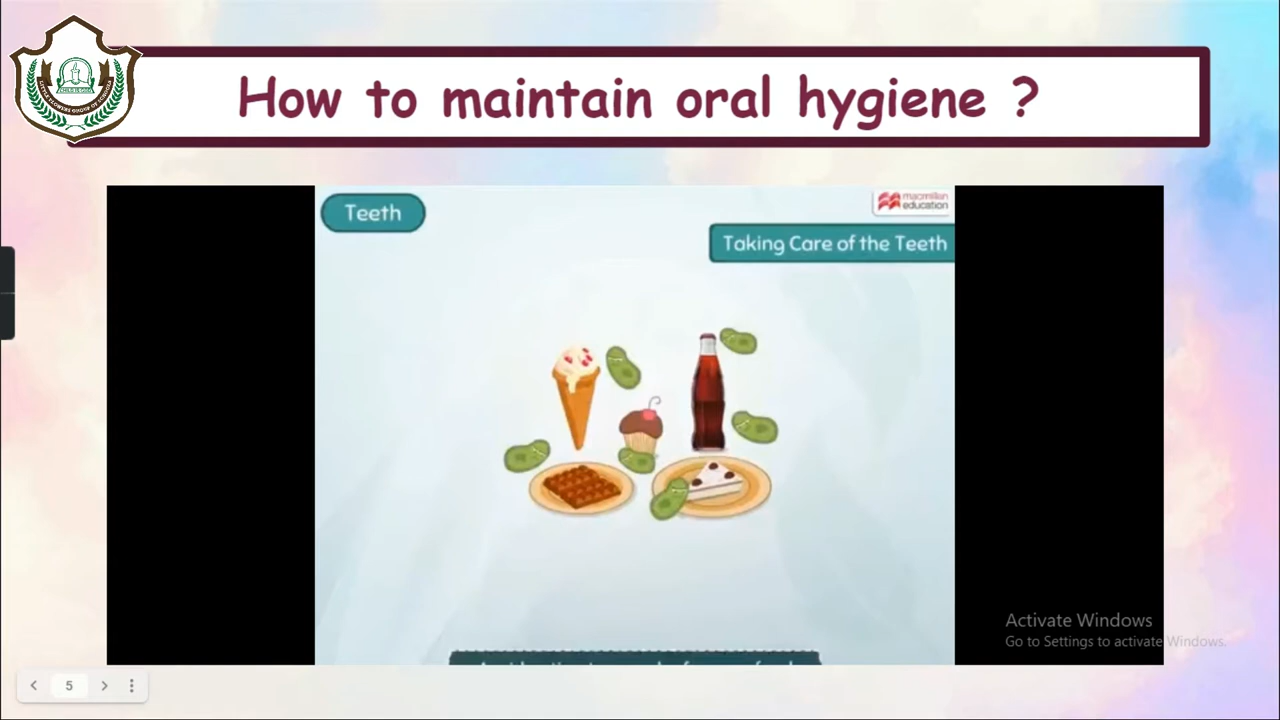 How to maintain oral hygiene ?
Teeth
macmillan
education
Taking Care of the Teeth
Activate Windows
Go to Settings to activate Windows.
5